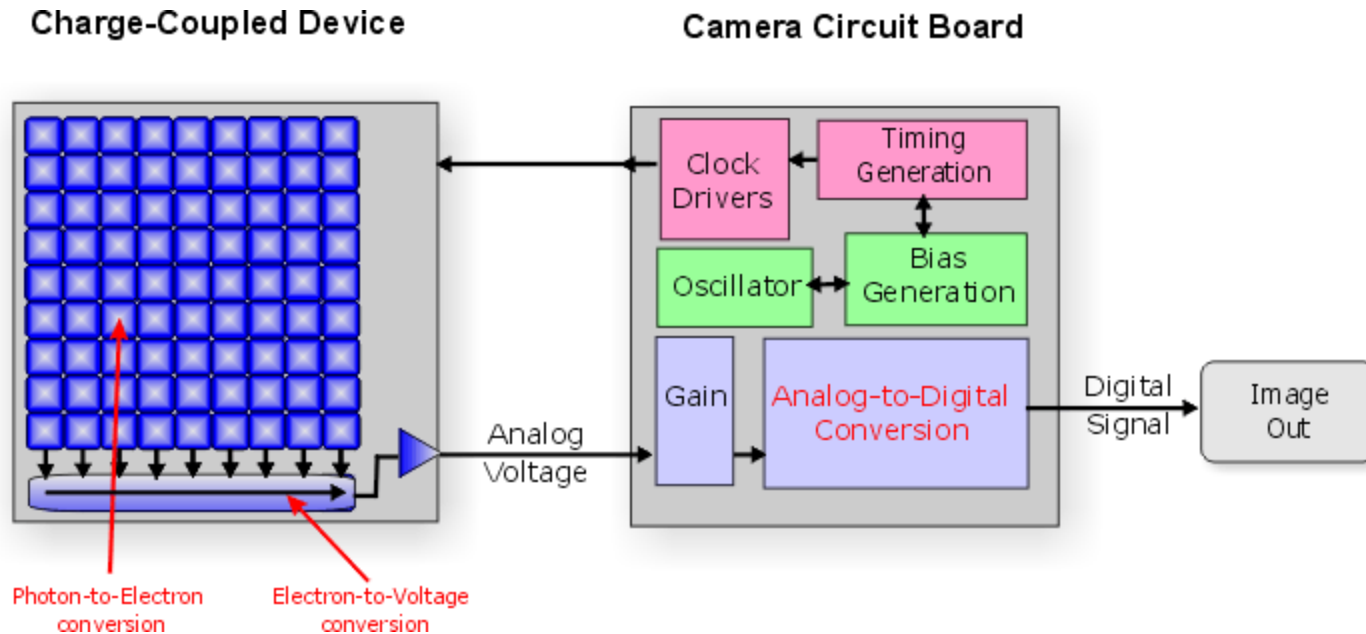 Charge-Coupled Device
Camera Circuit Board
Clock
Drivers
Timing
Generation
Oscillator
Bias
Generation
Gain
Analog-to-Digital
Conversion
Analog
Voltage
Digital
Signal
Image
Out
Photon-to-Electron
conversion
Electron-to-Voltage
conversion